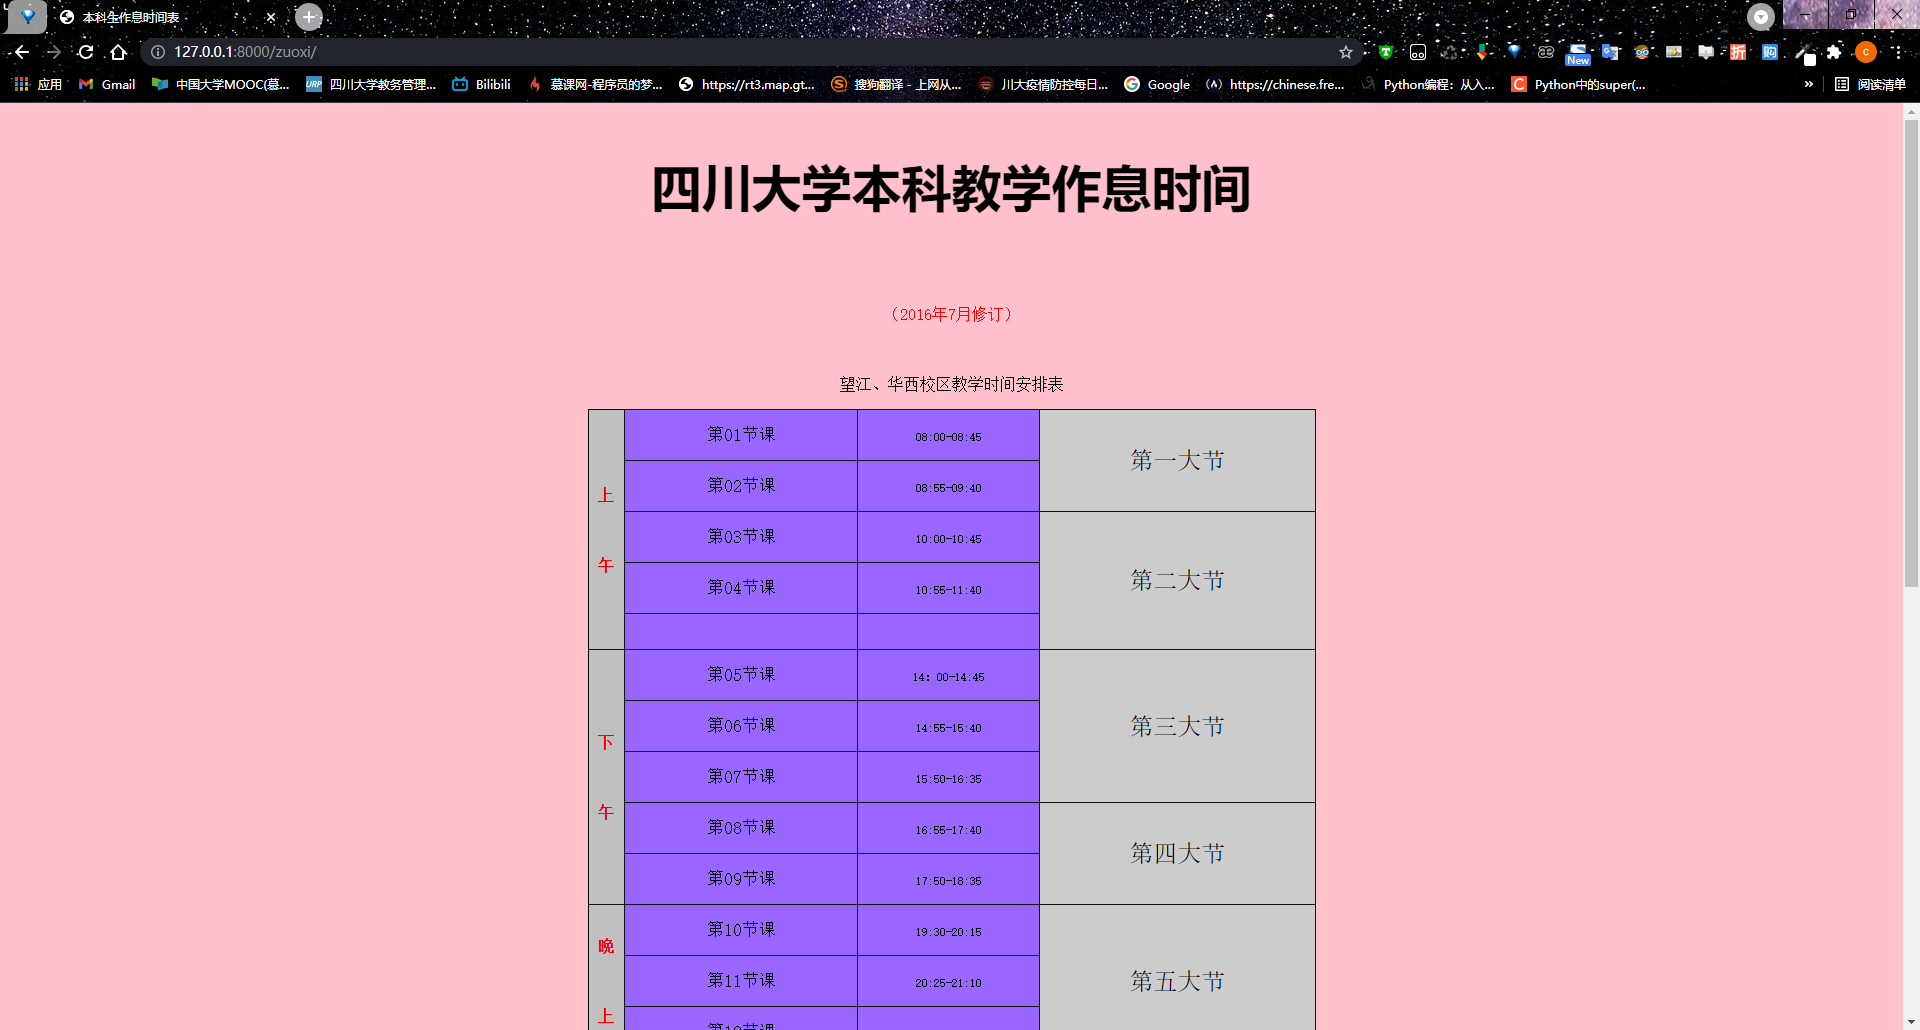 本科生作息时间表
127.0.0.1:8000/zuoxi/
New
应用 Gmail 中国大学MOOC(慕... URP 四川大学教务管理... Bilibili 慕课网-程序员的梦... https://rt3.map.gt... 搜狗翻译 - 上网从... 川大疫情防控每日... Google https://chinese.fre... Python编程：从入... Python中的super(... » 阅读清单
四川大学本科教学作息时间
（2016年7月修订）
望江、华西校区教学时间安排表
上午
第01节课 08:00-08:45 第一大节
第02节课 08:55-09:40
第03节课 10:00-10:45 第二大节
第04节课 10:55-11:40
下午
第05节课 14：00-14:45 第三大节
第06节课 14:55-15:40
第07节课 15:50-16:35
第08节课 16:55-17:40 第四大节
第09节课 17:50-18:35
晚上
第10节课 19:30-20:15 第五大节
第11节课 20:25-21:10